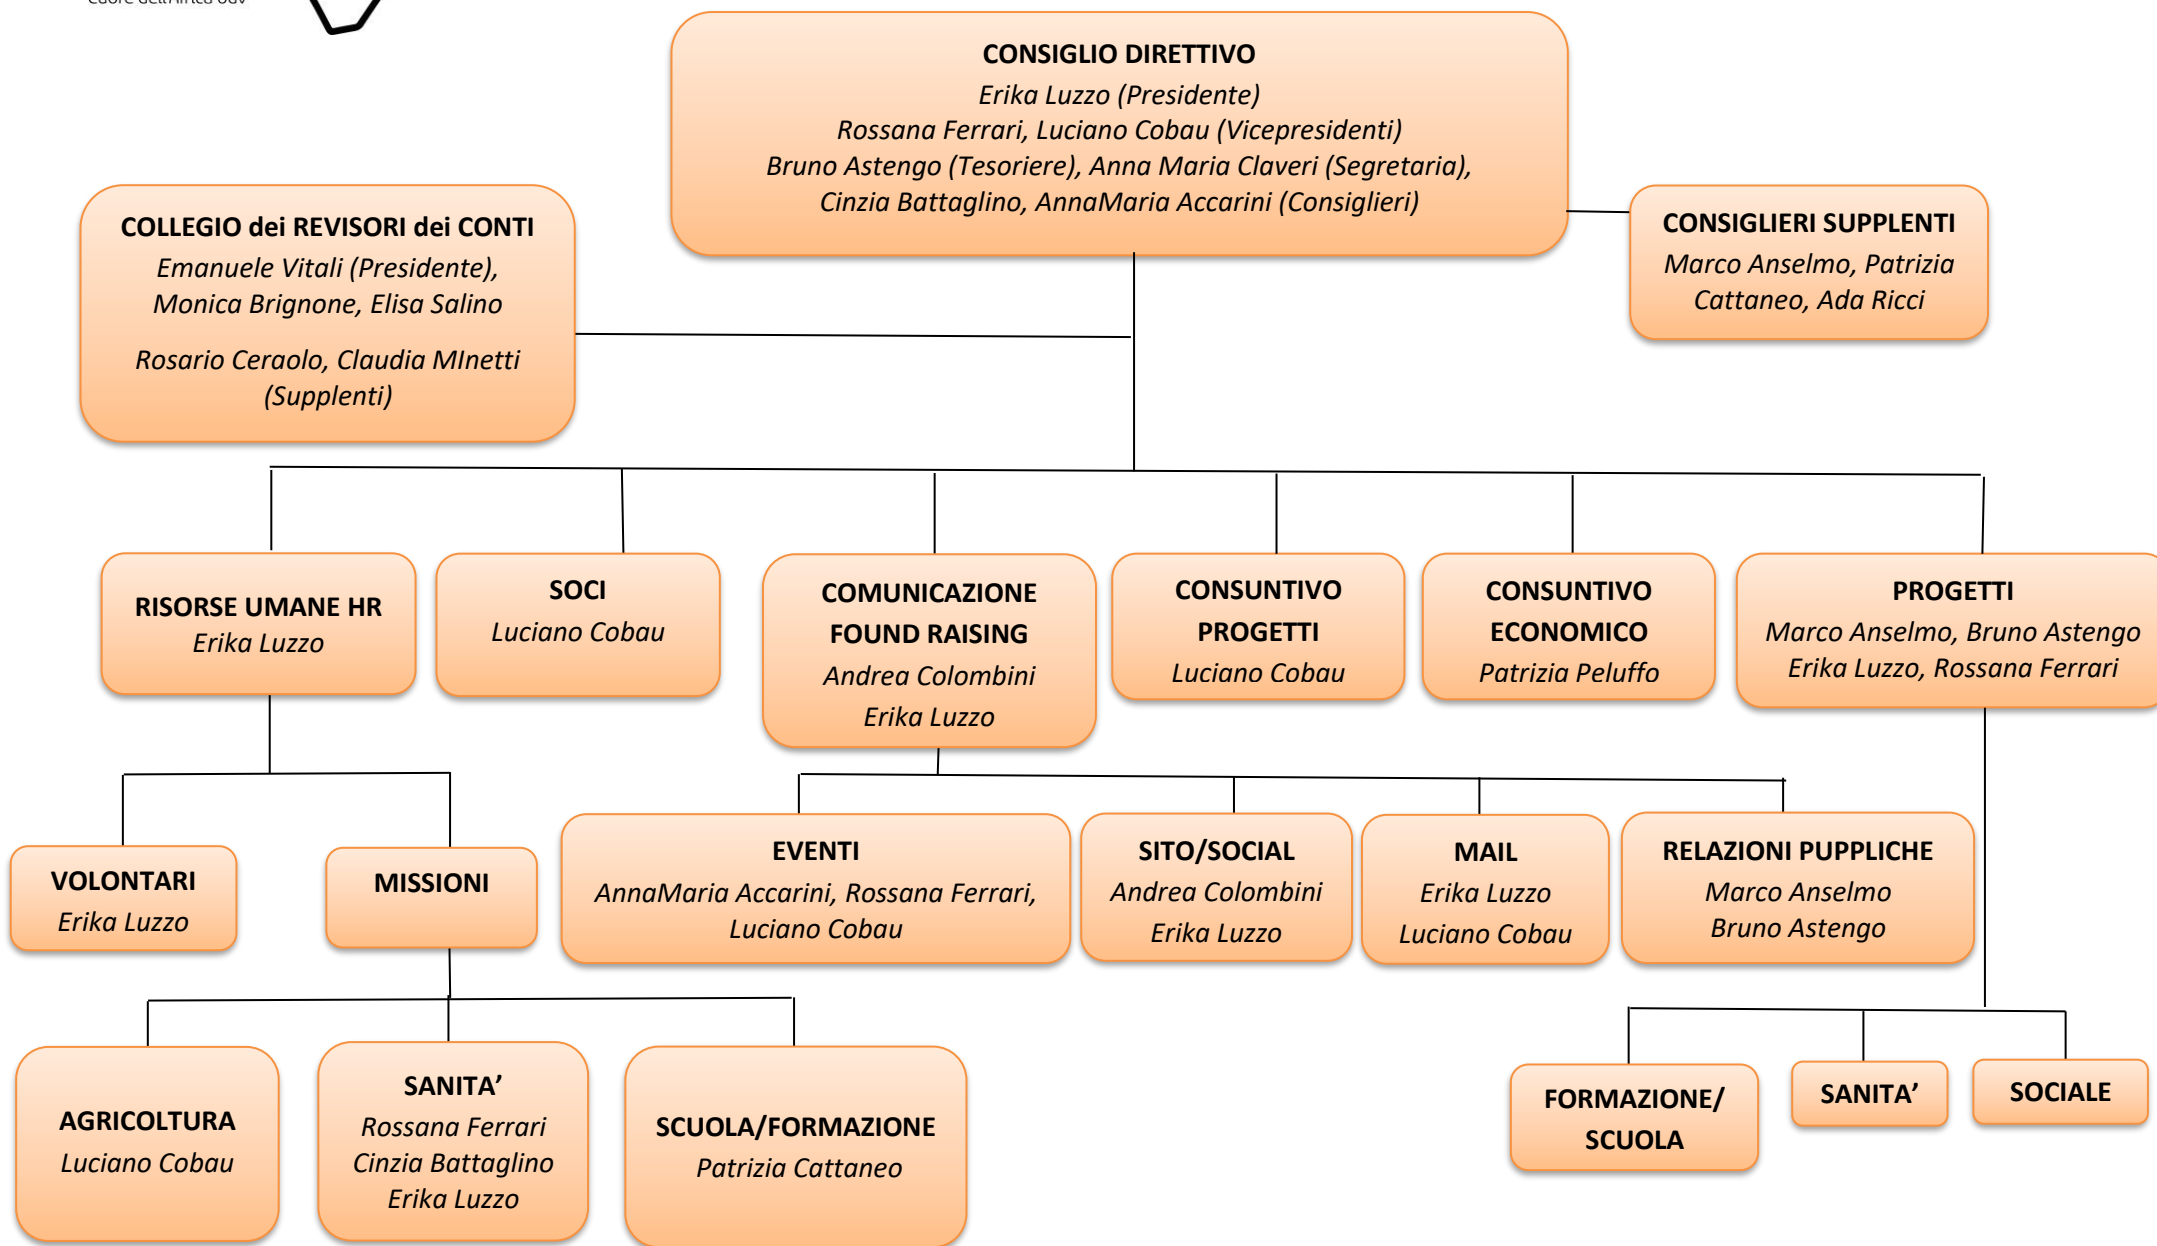 Cuore dell'Africa odv
CONSIGLIO DIRETTIVO
Erika Luzzo (Presidente)
Rossana Ferrari, Luciano Cobau (Vicepresidenti)
Bruno Astengo (Tesoriere), Anna Maria Claveri (Segretaria),
Cinzia Battaglino, AnnaMaria Accarini (Consiglieri)
COLLEGIO dei REVISORI dei CONTI
Emanuele Vitali (Presidente),
Monica Brignone, Elisa Salino
Rosario Ceraolo, Claudia MInetti
(Supplenti)
CONSIGLIERI SUPPLENTI
Marco Anselmo, Patrizia
Cattaneo, Ada Ricci
RISORSE UMANE HR
Erika Luzzo
SOCI
Luciano Cobau
COMUNICAZIONE
FOUND RAISING
Andrea Colombini
Erika Luzzo
CONSUNTIVO
PROGETTI
Luciano Cobau
CONSUNTIVO
ECONOMICO
Patrizia Peluffo
PROGETTI
Marco Anselmo, Bruno Astengo
Erika Luzzo, Rossana Ferrari
VOLONTARI
Erika Luzzo
MISSIONI
EVENTI
AnnaMaria Accarini, Rossana Ferrari,
Luciano Cobau
SITO/SOCIAL
Andrea Colombini
Erika Luzzo
MAIL
Erika Luzzo
Luciano Cobau
RELAZIONI PUPPLICHE
Marco Anselmo
Bruno Astengo
AGRICOLTURA
Luciano Cobau
SANITA’
Rossana Ferrari
Cinzia Battaglino
Erika Luzzo
SCUOLA/FORMAZIONE
Patrizia Cattaneo
FORMAZIONE/
SCUOLA
SANITA’
SOCIALE